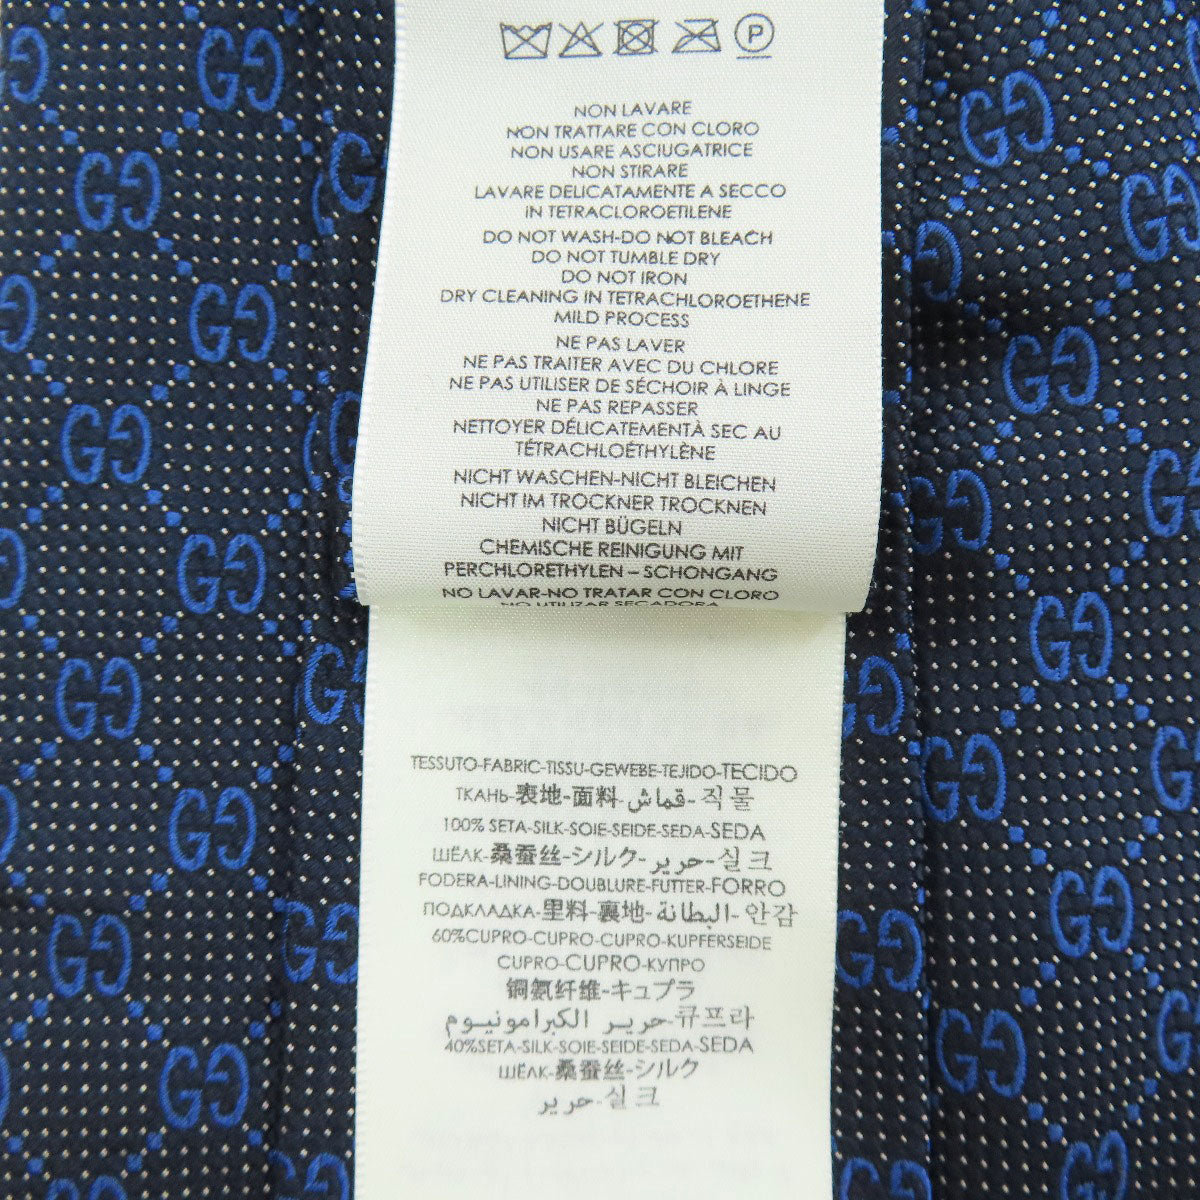 P
NON LAVARE
NON TRATTARE CON CLORO
NON USARE ASCIUGATRICE
NON STIRARE
LAVARE DELICATAMENTE A SECCO
IN TETRACLOROETILENE
DO NOT WASH-DO NOT BLEACH
DO NOT TUMBLE DRY
DO NOT IRON
DRY CLEANING IN TETRACHLOROETHENE
MILD PROCESS
NE PAS LAVER
NE PAS TRAITER AVEC DU CHLORE
NE PAS UTILISER DE SÉCHOIR À LINGE
NE PAS REPASSER
NETTOYER DÉLICATEMENTÀ SEC AU
TÉTRACHLOÉTHYLÈNE
NICHT WASCHEN-NICHT BLEICHEN
NICHT IM TROCKNER TROCKNEN
NICHT BÜGELN
CHEMISCHE REINIGUNG MIT
PERCHLORETHYLEN – SCHONGANG
NO LAVAR-NO TRATAR CON CLORO
NO UTILIZAR SECADORA
TESSUTO-FABRIC-TISSU-GEWEBE-TEJIDO-TECIDO
ТКАНЬ-表地-面料-قماش-직물
100% SETA-SILK-SOIE-SEIDE-SEDA-SEDA
ШЁЛК-桑蚕丝-シルク-حرير-실크
FODERA-LINING-DOUBLURE-FUTTER-FORRO
ПОДКЛАДКА-里料-裏地-البطانة-안감
60%CUPRO-CUPRO-CUPRO-KUPFERSEIDE
CUPRO-CUPRO-КУПРО
铜氨纤维-キュプラ
حرير الكبرامونيوم-큐프라
40%SETA-SILK-SOIE-SEIDE-SEDA-SEDA
ШЁЛК-桑蚕丝-シルク
حرير-실크